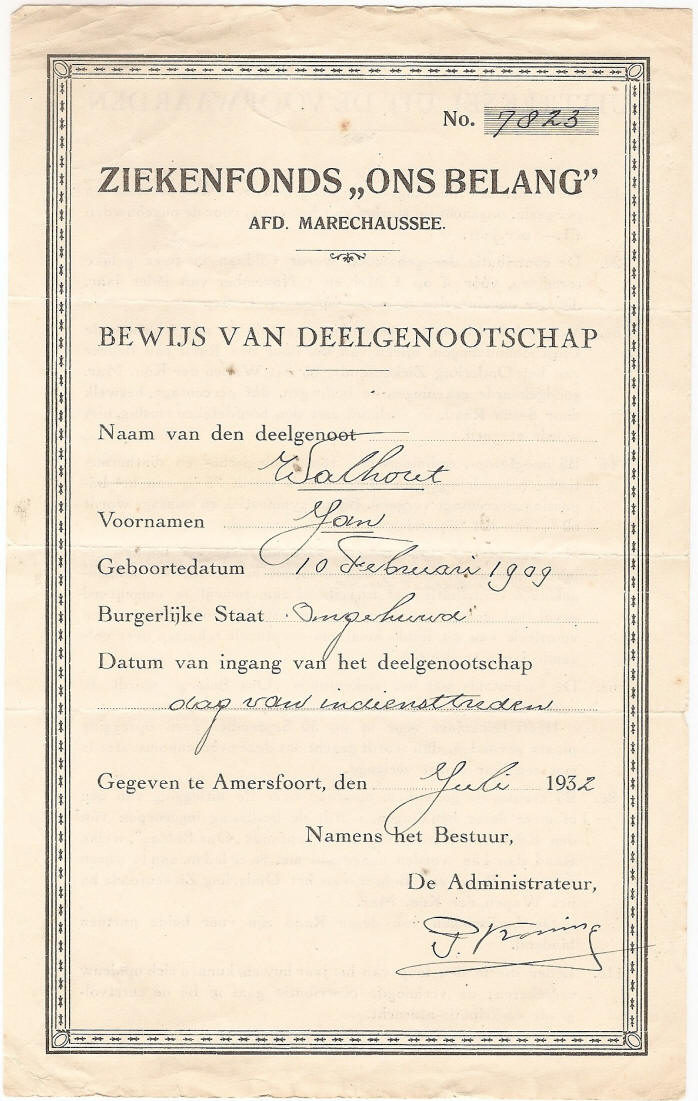 No. 7823
ZIEKENFONDS „ONS BELANG”
AFD. MARECHAUSSEE.
BEWIJS VAN DEELGENOOTSCHAP
Naam van den deelgenoot
Walhout
Voornamen Jan
Geboortedatum 10 Februari 1909
Burgerlijke Staat Ongehuwd
Datum van ingang van het deelgenootschap
dag van indiensttreden
Gegeven te Amersfoort, den Juli 1932
Namens het Bestuur,
De Administrateur,
P. Kroning